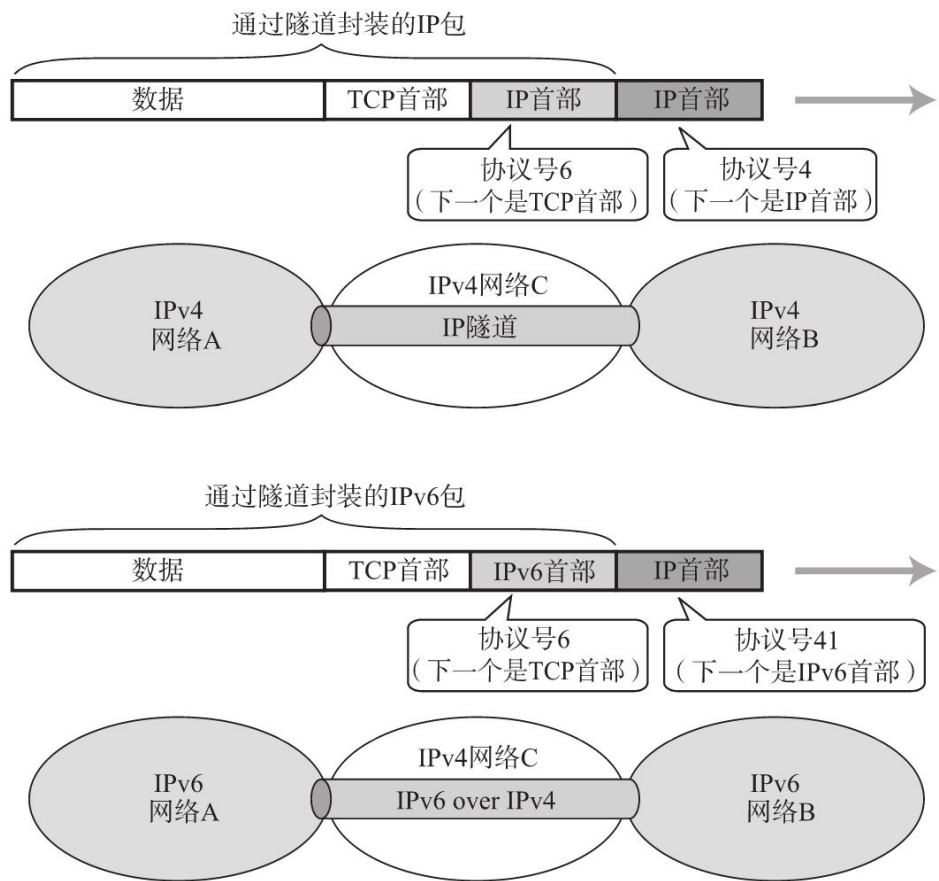 通过隧道封装的IP包
数据 TCP首部 IP首部 IP首部
协议号6
（下一个是TCP首部）
协议号4
（下一个是IP首部）
IPv4
网络A
IPv4网络C
IP隧道
IPv4
网络B
通过隧道封装的IPv6包
数据 TCP首部 IPv6首部 IP首部
协议号6
（下一个是TCP首部）
协议号41
（下一个是IPv6首部）
IPv6
网络A
IPv4网络C
IPv6 over IPv4
IPv6
网络B